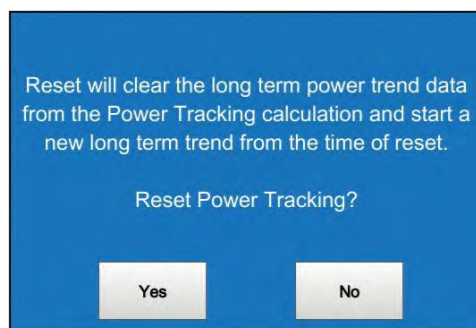 Reset will clear the long term power trend data
from the Power Tracking calculation and start a
new long term trend from the time of reset.
Reset Power Tracking?
Yes
No